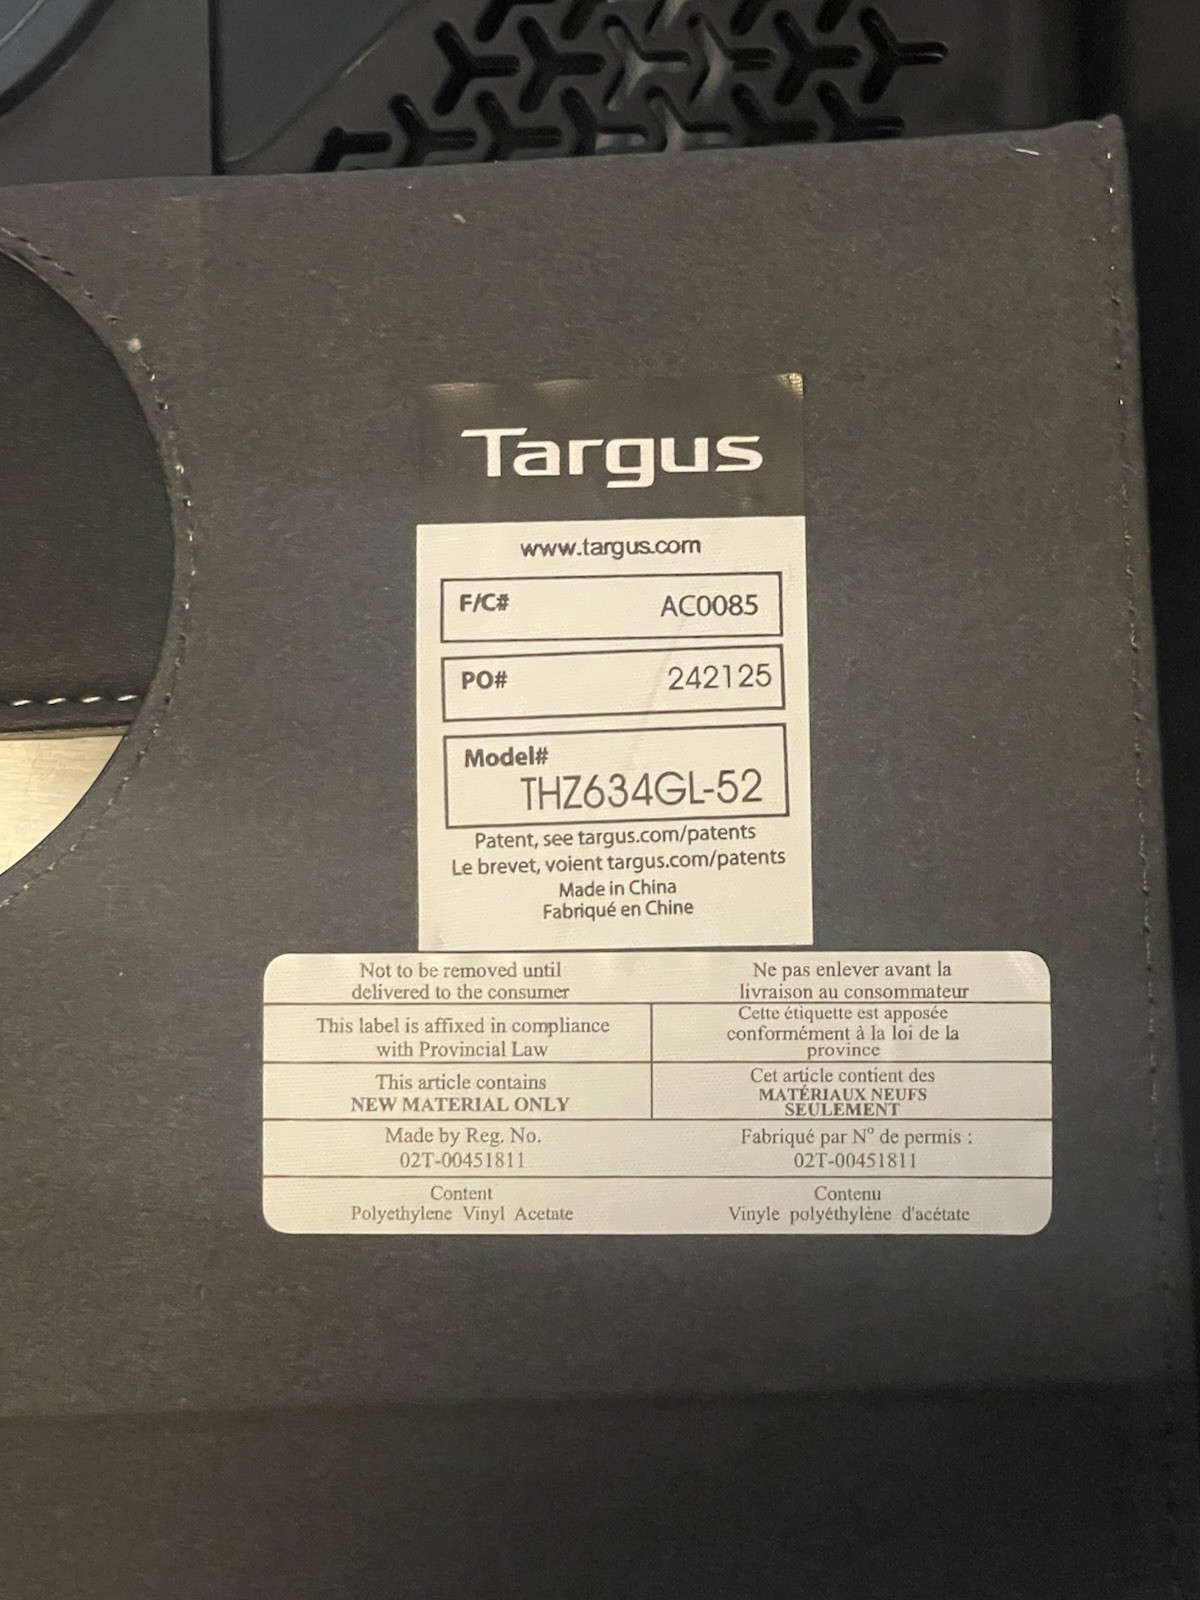 Targus
www.targus.com
F/C# AC0085
PO# 242125
Model#
THZ634GL-52
Patent, see targus.com/patents
Le brevet, voient targus.com/patents
Made in China
Fabriqué en Chine
Not to be removed until
delivered to the consumer
Ne pas enlever avant la
livraison au consommateur
This label is affixed in compliance
with Provincial Law
Cette étiquette est apposée
conformément à la loi de la
province
This article contains
NEW MATERIAL ONLY
Cet article contient des
MATÉRIAUX NEUFS
SEULEMENT
Made by Reg. No.
02T-00451811
Fabriqué par Nº de permis :
02T-00451811
Content
Polyethylene Vinyl Acetate
Contenu
Vinyle polyéthylène d'acétate